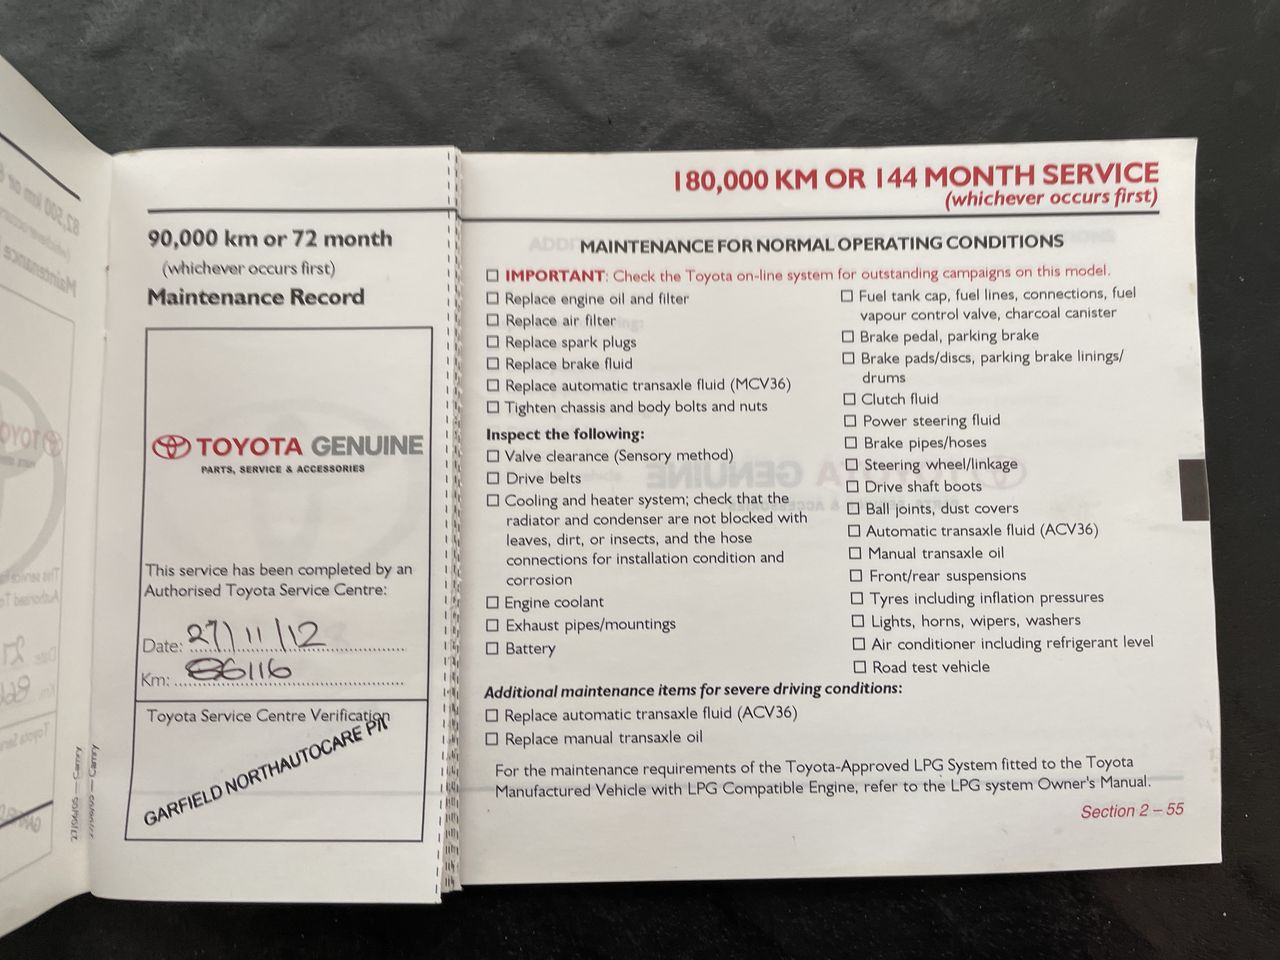 90,000 km or 72 month
(whichever occurs first)
Maintenance Record
TOYOTA GENUINE
PARTS, SERVICE & ACCESSORIES
This service has been completed by an
Authorised Toyota Service Centre:
Date: 27/11/12
Km: 86116
Toyota Service Centre Verification
GARFIELD NORTHAUTOCARE P/L
27/06/05 — Camry
180,000 KM OR 144 MONTH SERVICE
(whichever occurs first)
MAINTENANCE FOR NORMAL OPERATING CONDITIONS
☐ IMPORTANT: Check the Toyota on-line system for outstanding campaigns on this model.
☐ Replace engine oil and filter
☐ Replace air filter
☐ Replace spark plugs
☐ Replace brake fluid
☐ Replace automatic transaxle fluid (MCV36)
☐ Tighten chassis and body bolts and nuts
Inspect the following:
☐ Valve clearance (Sensory method)
☐ Drive belts
☐ Cooling and heater system; check that the
radiator and condenser are not blocked with
leaves, dirt, or insects, and the hose
connections for installation condition and
corrosion
☐ Engine coolant
☐ Exhaust pipes/mountings
☐ Battery
☐ Fuel tank cap, fuel lines, connections, fuel
vapour control valve, charcoal canister
☐ Brake pedal, parking brake
☐ Brake pads/discs, parking brake linings/
drums
☐ Clutch fluid
☐ Power steering fluid
☐ Brake pipes/hoses
☐ Steering wheel/linkage
☐ Drive shaft boots
☐ Ball joints, dust covers
☐ Automatic transaxle fluid (ACV36)
☐ Manual transaxle oil
☐ Front/rear suspensions
☐ Tyres including inflation pressures
☐ Lights, horns, wipers, washers
☐ Air conditioner including refrigerant level
☐ Road test vehicle
Additional maintenance items for severe driving conditions:
☐ Replace automatic transaxle fluid (ACV36)
☐ Replace manual transaxle oil
For the maintenance requirements of the Toyota-Approved LPG System fitted to the Toyota
Manufactured Vehicle with LPG Compatible Engine, refer to the LPG system Owner's Manual.
Section 2 – 55